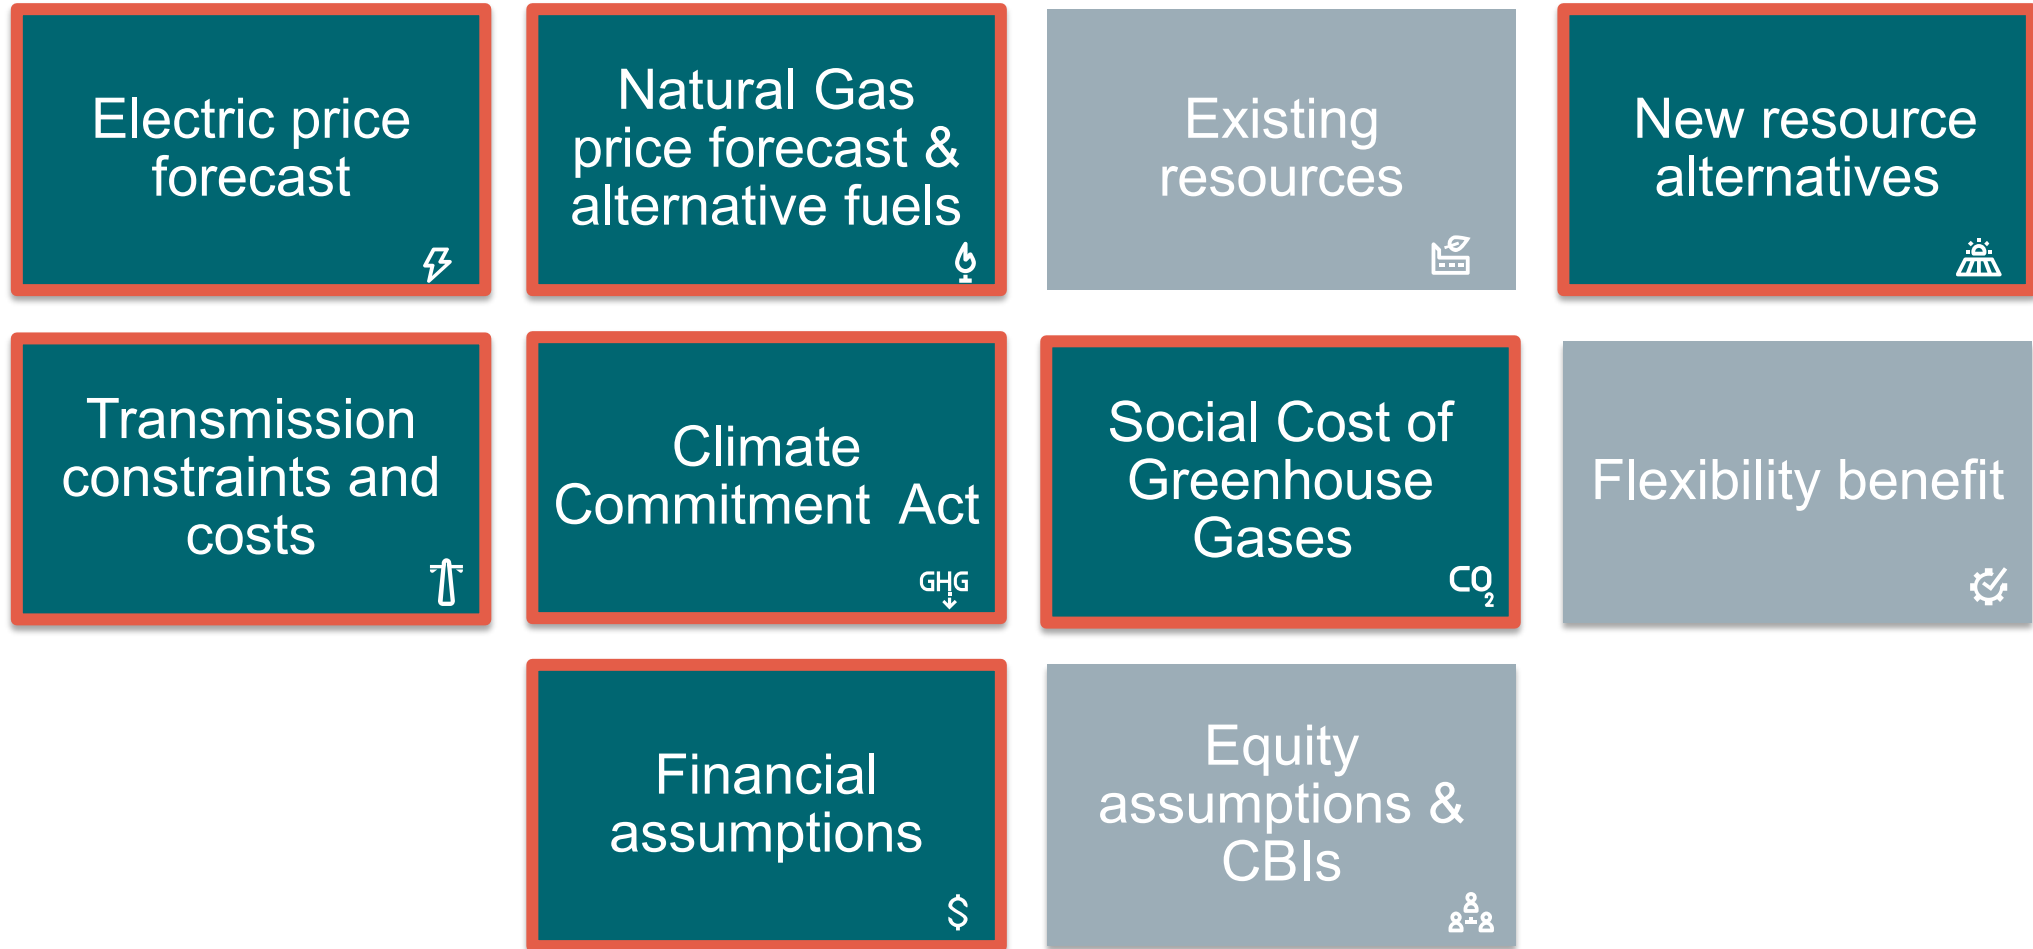 Electric price
forecast
Natural Gas
price forecast &
alternative fuels
Existing
resources
New resource
alternatives
Transmission
constraints and
costs
Climate
Commitment  Act
GHG
Social Cost of
Greenhouse
Gases
CO2
Flexibility benefit
Financial
assumptions
$
Equity
assumptions &
CBIs